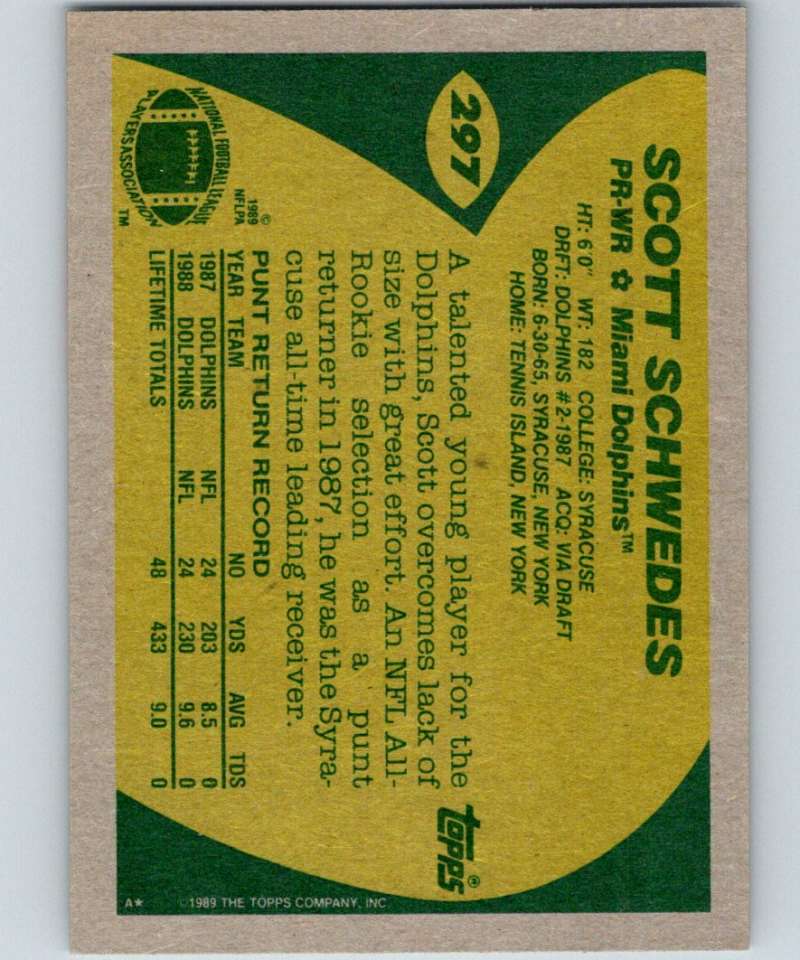 297
SCOTT SCHWEDES
PR-WR ✿ Miami Dolphins™
HT: 6'0" WT: 182 COLLEGE: SYRACUSE
DRFT: DOLPHINS #2-1987 ACQ: VIA DRAFT
BORN: 6-30-65, SYRACUSE, NEW YORK
HOME: TENNIS ISLAND, NEW YORK
A talented young player for the
Dolphins, Scott overcomes lack of
size with great effort. An NFL All-
Rookie selection as a punt
returner in 1987, he was the Syra-
cuse all-time leading receiver.
PUNT RETURN RECORD
YEAR TEAM NO YDS AVG TDS
1987 DOLPHINS NFL 24 203 8.5 0
1988 DOLPHINS NFL 24 230 9.6 0
LIFETIME TOTALS 48 433 9.0 0
NATIONAL FOOTBALL LEAGUE
PLAYERS ASSOCIATION
™
©
1989
NFLPA
topps®
A★ ©1989 THE TOPPS COMPANY, INC